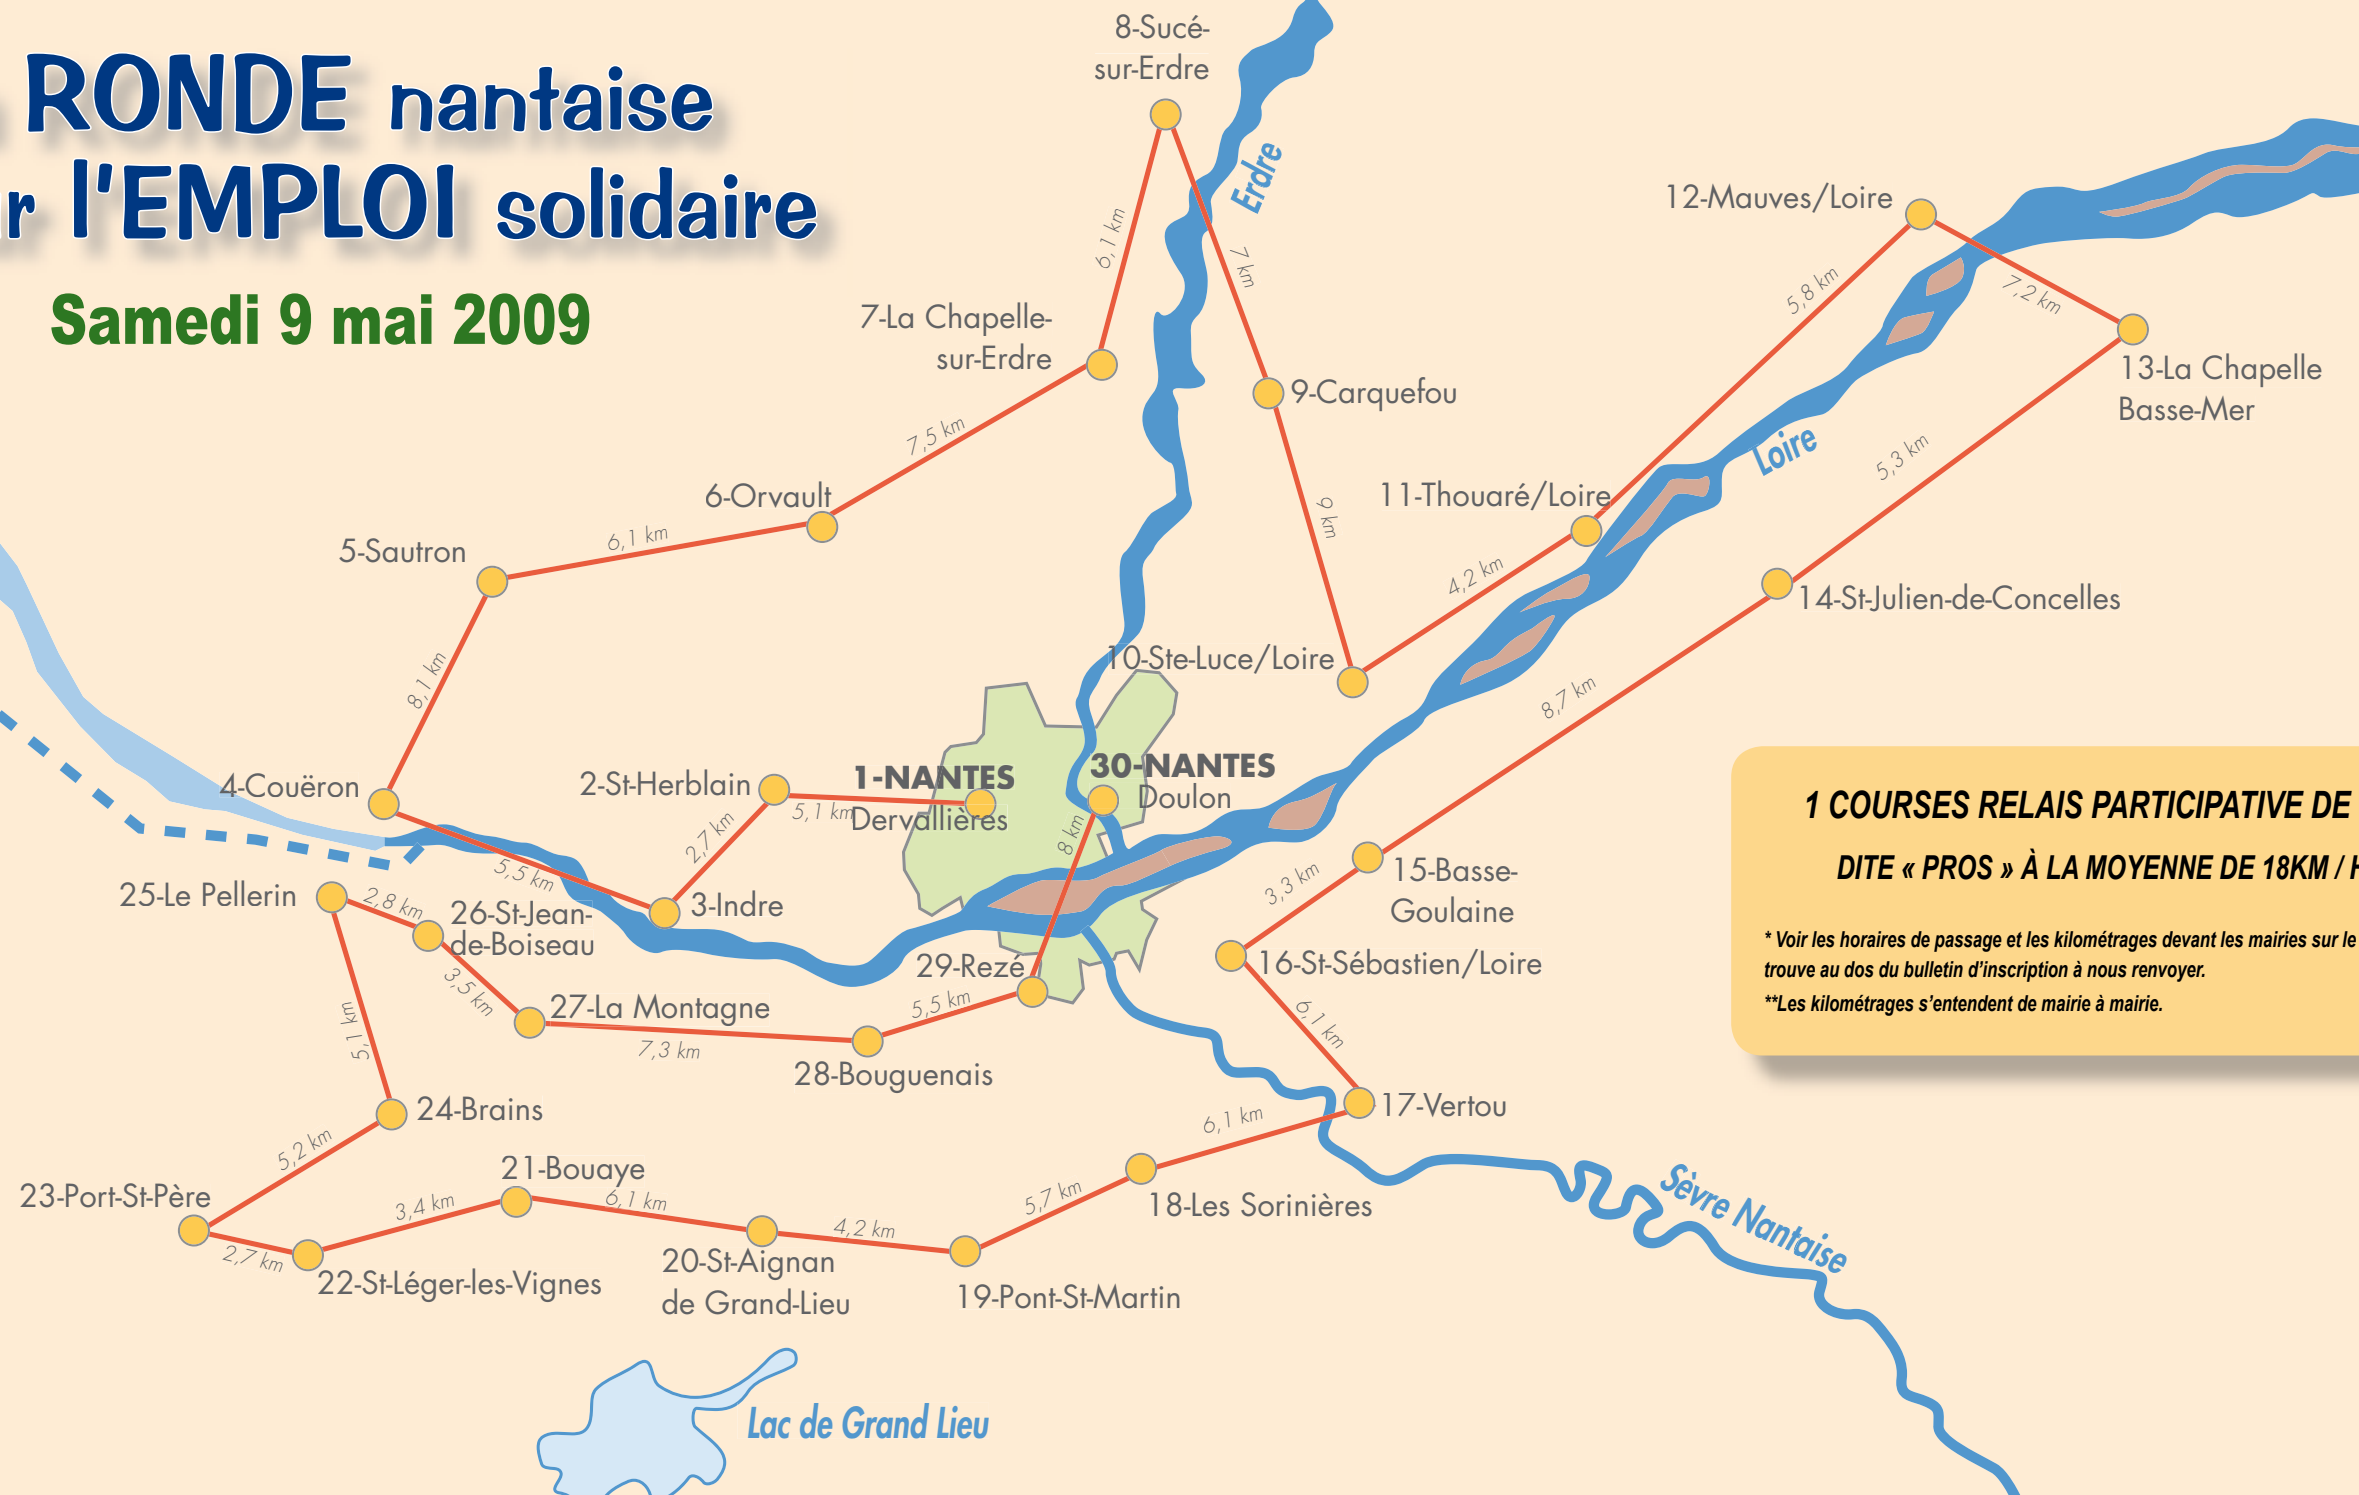 RONDE nantaise
r l'EMPLOI solidaire
Samedi 9 mai 2009
8-Sucé-
sur-Erdre
Erdre
6,1 km
7 km
7-La Chapelle-
sur-Erdre
9-Carquefou
12-Mauves/Loire
5,8 km
7,2 km
13-La Chapelle
Basse-Mer
7,5 km
6-Orvault
6,1 km
5-Sautron
9 km
11-Thouaré/Loire
Loire
5,3 km
4,2 km
14-St-Julien-de-Concelles
8,1 km
10-Ste-Luce/Loire
8,7 km
4-Couëron
2-St-Herblain
5,1 km
1-NANTES
Dervallières
30-NANTES
Doulon
2,7 km
8 km
5,5 km
3-Indre
3,3 km
15-Basse-
Goulaine
16-St-Sébastien/Loire
1 COURSES RELAIS PARTICIPATIVE DE
DITE « PROS » À LA MOYENNE DE 18KM / H
* Voir les horaires de passage et les kilométrages devant les mairies sur le
trouve au dos du bulletin d’inscription à nous renvoyer.
**Les kilométrages s’entendent de mairie à mairie.
25-Le Pellerin
2,8 km
26-St-Jean-
de-Boiseau
3,5 km
27-La Montagne
29-Rezé
5,5 km
7,3 km
28-Bouguenais
6,1 km
5,1 km
17-Vertou
24-Brains
6,1 km
5,2 km
21-Bouaye
18-Les Sorinières
Sèvre Nantaise
23-Port-St-Père
3,4 km
6,1 km
5,7 km
4,2 km
2,7 km
22-St-Léger-les-Vignes
20-St-Aignan
de Grand-Lieu
19-Pont-St-Martin
Lac de Grand Lieu